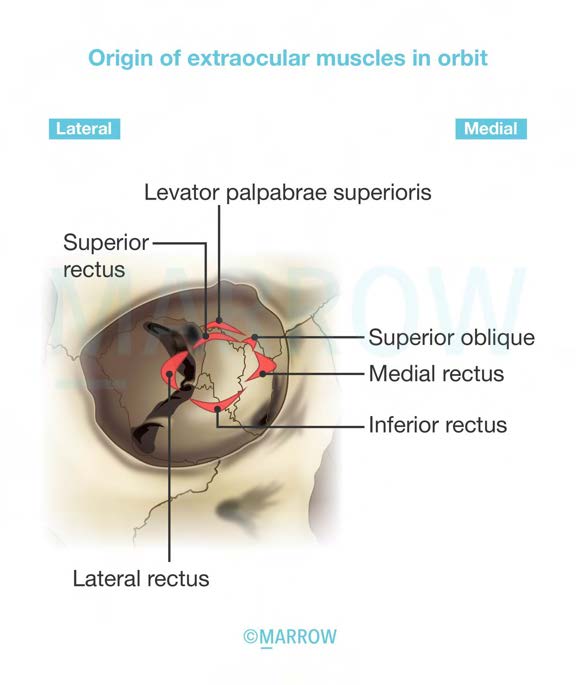 Origin of extraocular muscles in orbit
Lateral
Medial
Levator palpabrae superioris
Superior
rectus
MARROW
Superior oblique
Medial rectus
Inferior rectus
Lateral rectus
©MARROW